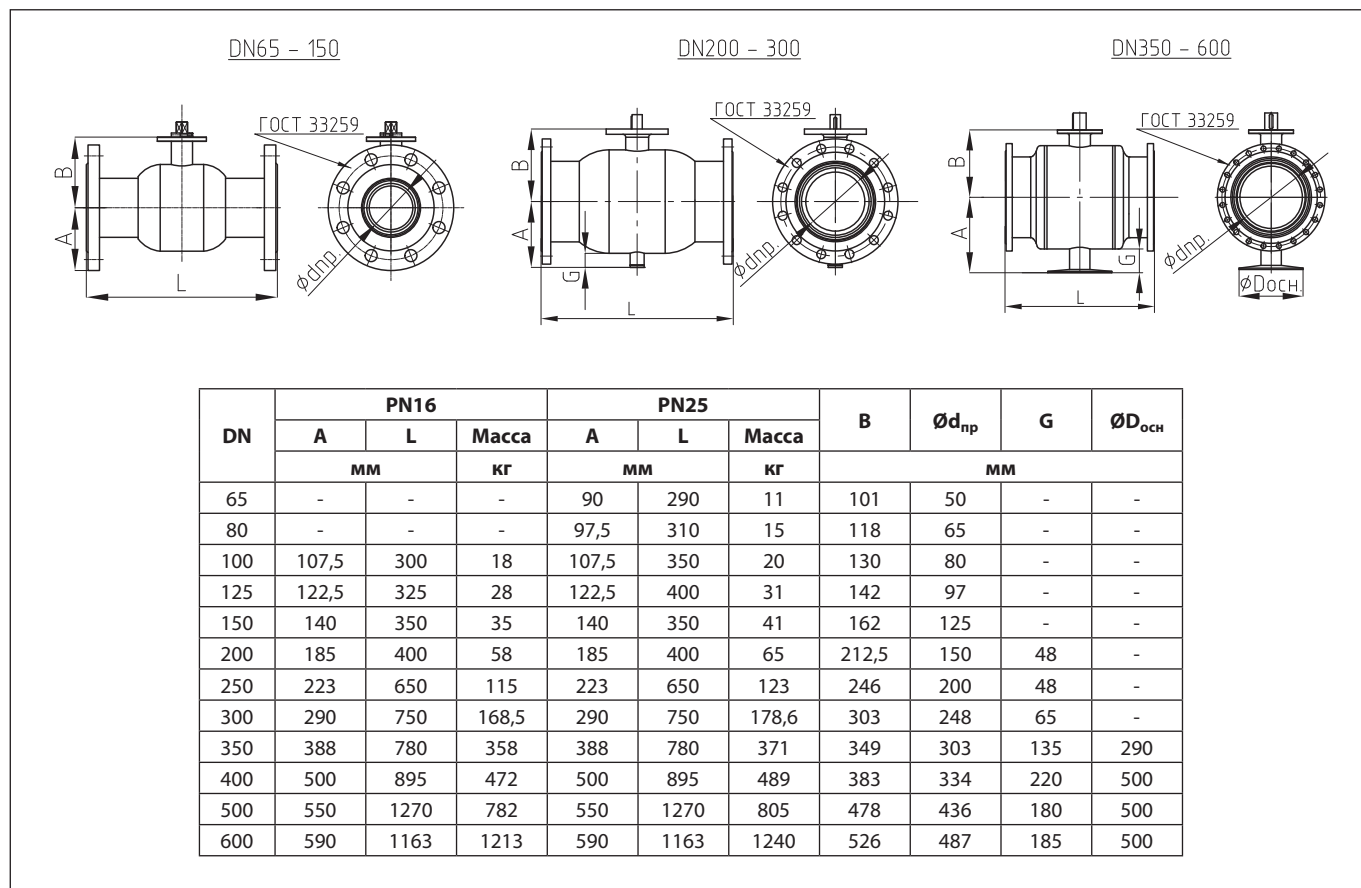 DN65 – 150
DN200 – 300
DN350 – 600
ГОСТ 33259
B
A
L
Ødпр.
ГОСТ 33259
B
A
G
L
Ødпр.
ГОСТ 33259
B
A
G
L
Ødпр.
ØDосн.
DN PN16 PN25 B Ødпр G ØDосн
A L Масса A L Масса
мм кг мм кг мм
65 - - - 90 290 11 101 50 - -
80 - - - 97,5 310 15 118 65 - -
100 107,5 300 18 107,5 350 20 130 80 - -
125 122,5 325 28 122,5 400 31 142 97 - -
150 140 350 35 140 350 41 162 125 - -
200 185 400 58 185 400 65 212,5 150 48 -
250 223 650 115 223 650 123 246 200 48 -
300 290 750 168,5 290 750 178,6 303 248 65 -
350 388 780 358 388 780 371 349 303 135 290
400 500 895 472 500 895 489 383 334 220 500
500 550 1270 782 550 1270 805 478 436 180 500
600 590 1163 1213 590 1163 1240 526 487 185 500